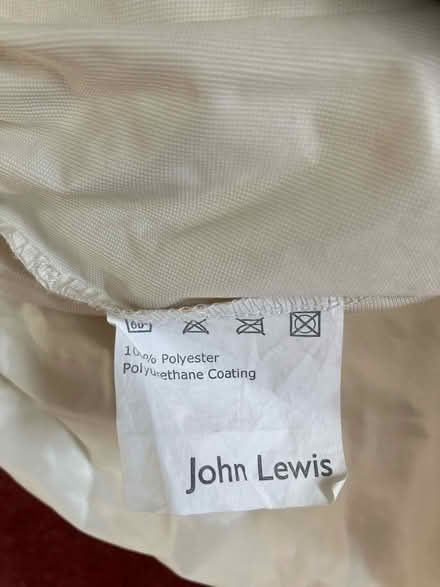 60
100% Polyester
Polyurethane Coating
John Lewis